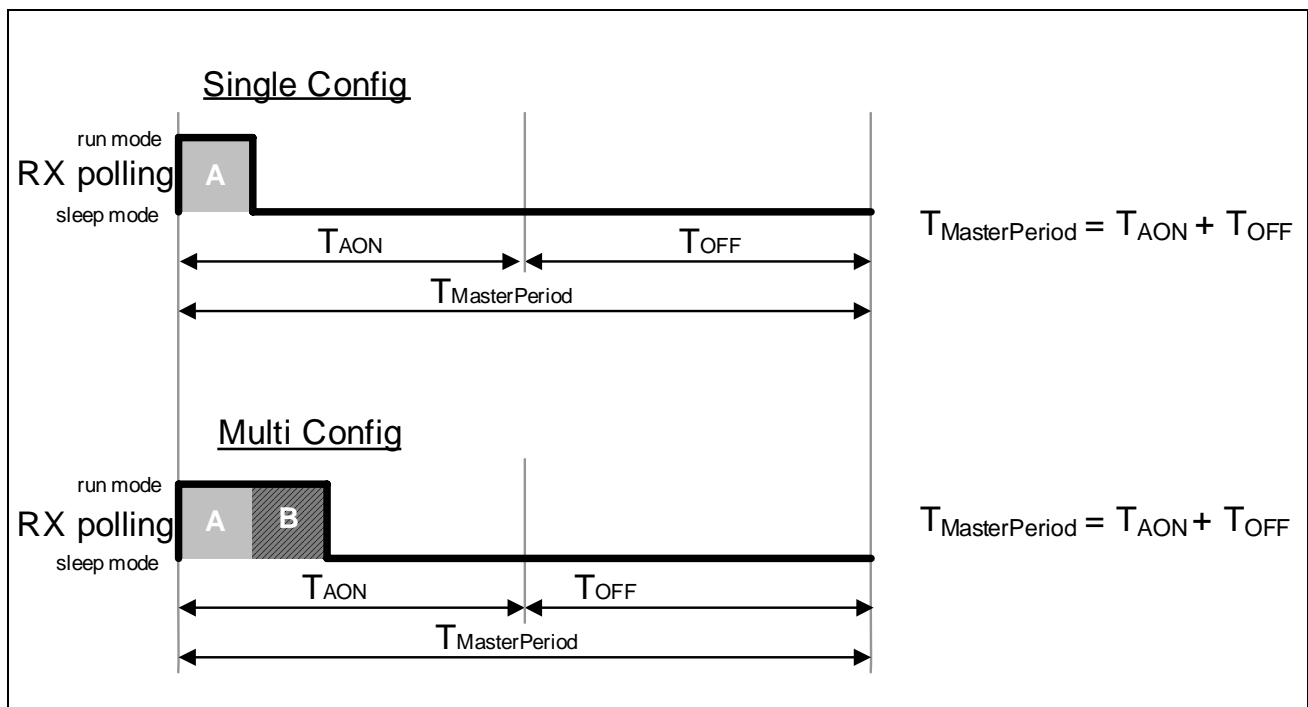 Single Config
run mode
RX polling
A
sleep mode
TAON
TOFF
TMasterPeriod
TMasterPeriod = TAON + TOFF
Multi Config
run mode
RX polling
A
B
sleep mode
TAON
TOFF
TMasterPeriod
TMasterPeriod = TAON + TOFF